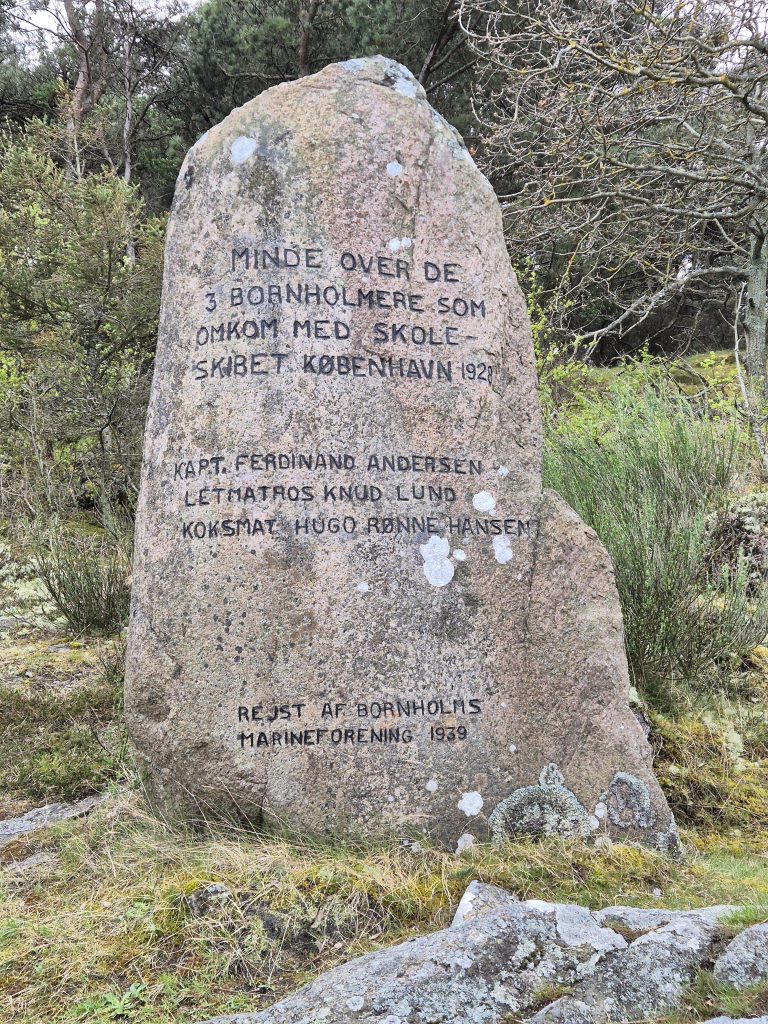 MINDE OVER DE
3 BORNHOLMERE SOM
OMKOM MED SKOLE-
SKIBET KØBENHAVN 1928
KAPT. FERDINAND ANDERSEN
LETMATROS KNUD LUND
KOKSMAT HUGO RØNNE HANSEN
REJST AF BORNHOLMS
MARINEFORENING 1939